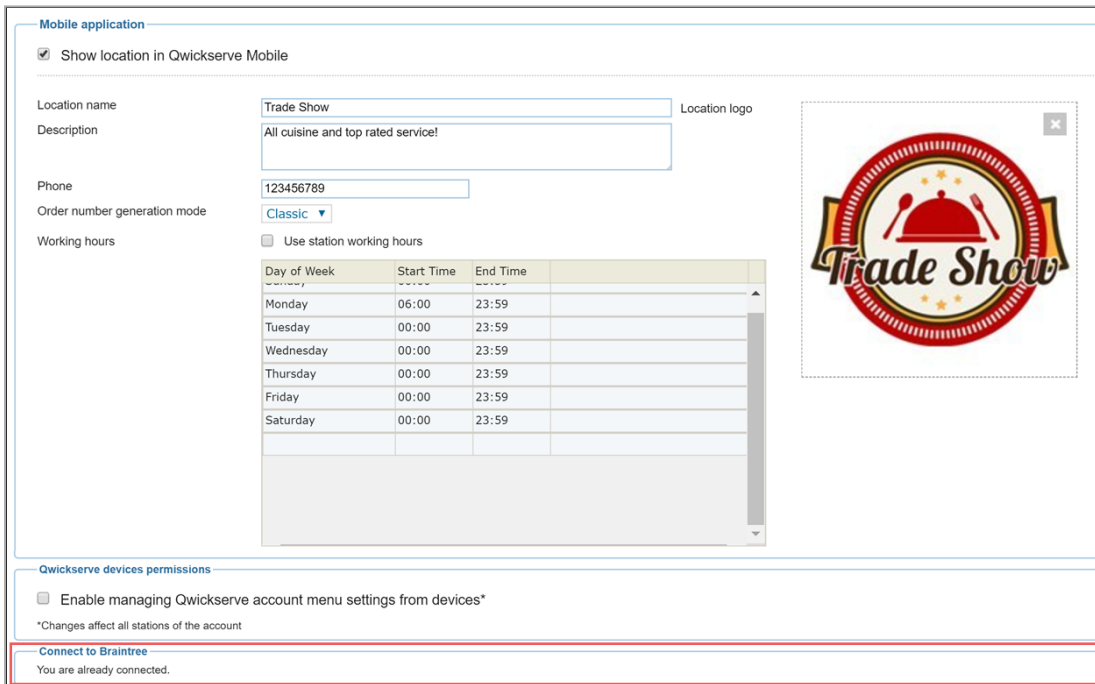 Mobile application
Show location in Qwickserve Mobile
Location name
Trade Show
Location logo
Description
All cuisine and top rated service!
Phone
123456789
Order number generation mode
Classic
Working hours
Use station working hours
Day of Week Start Time End Time
Monday 06:00 23:59
Tuesday 00:00 23:59
Wednesday 00:00 23:59
Thursday 00:00 23:59
Friday 00:00 23:59
Saturday 00:00 23:59
Trade Show
Qwickserve devices permissions
Enable managing Qwickserve account menu settings from devices*
*Changes affect all stations of the account
Connect to Braintree
You are already connected.